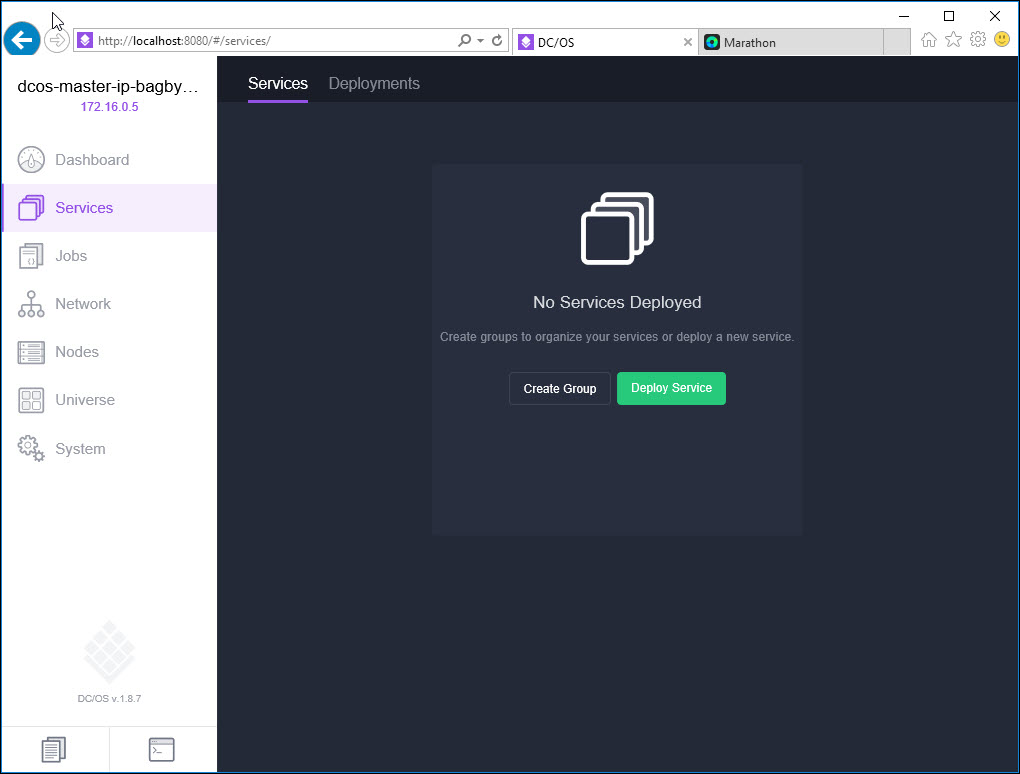 http://localhost:8080/#/services/
DC/OS
Marathon
dcos-master-ip-bagby…
172.16.0.5
Dashboard
Services
Jobs
Network
Nodes
Universe
System
DC/OS v.1.8.7
Services Deployments
No Services Deployed
Create groups to organize your services or deploy a new service.
Create Group Deploy Service